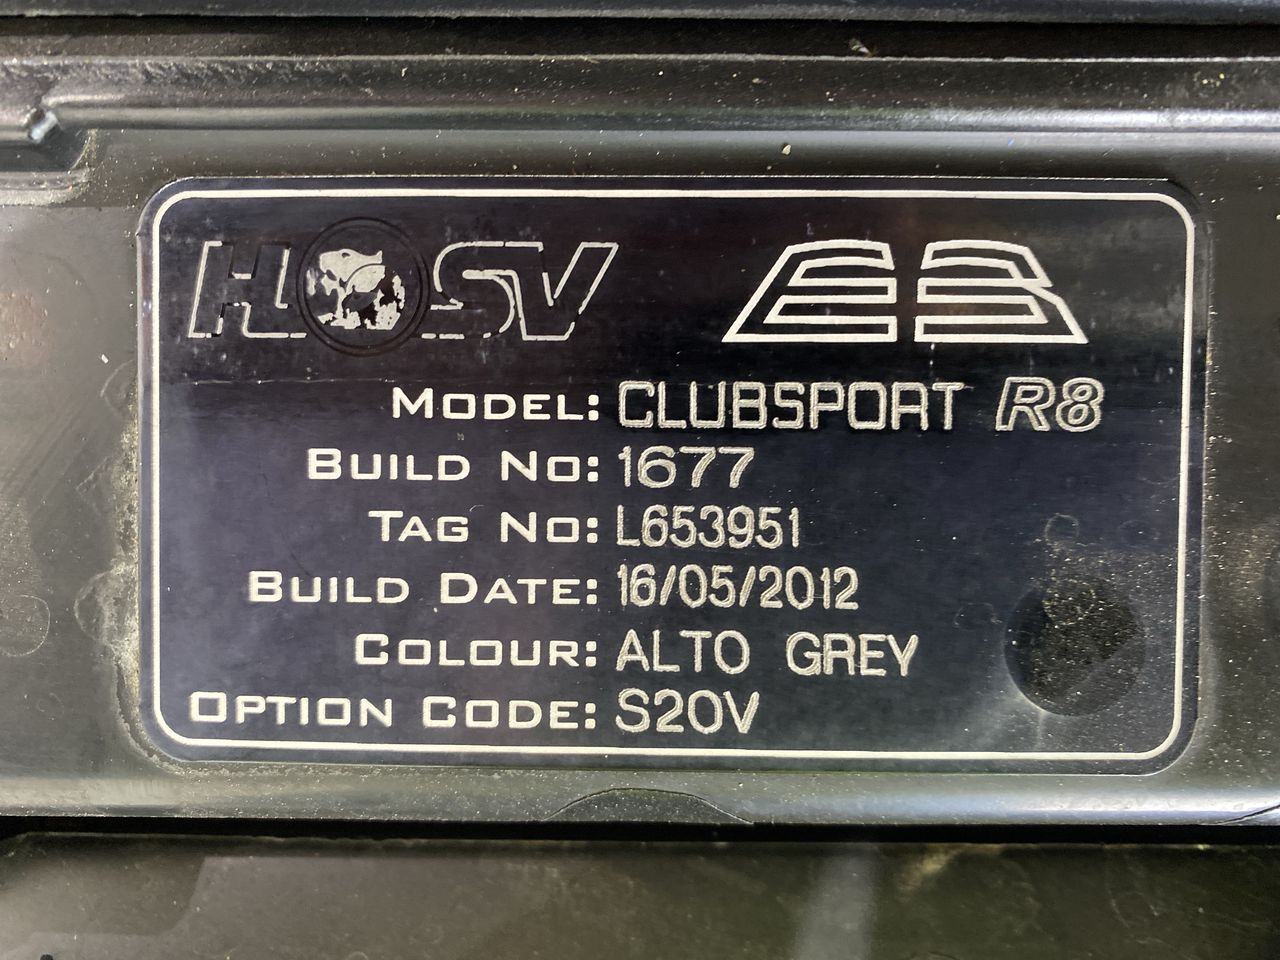 HSV E3
MODEL: CLUBSPORT R8
BUILD NO: 1677
TAG NO: L653951
BUILD DATE: 16/05/2012
COLOUR: ALTO GREY
OPTION CODE: S20V